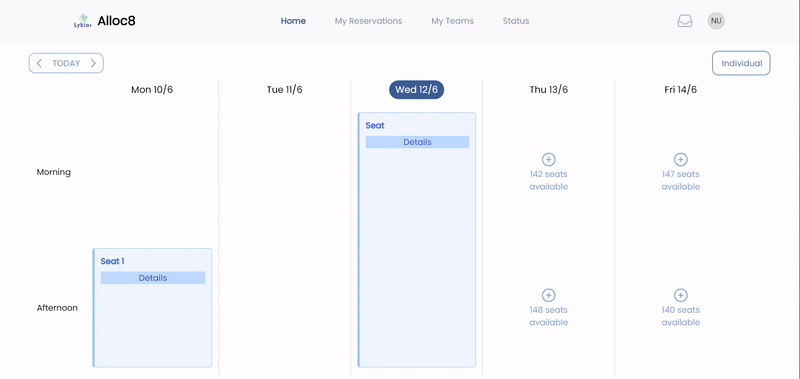 Lykios Alloc8 Home My Reservations My Teams Status NU
TODAY Individual
Mon 10/6 Tue 11/6 Wed 12/6 Thu 13/6 Fri 14/6
Seat
Details
Morning
142 seats
available
147 seats
available
Seat 1
Details
Afternoon
148 seats
available
140 seats
available